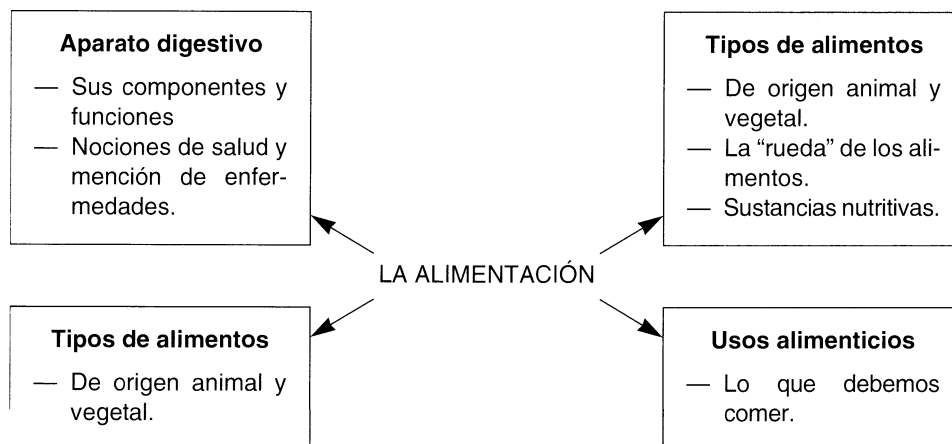 Aparato digestivo
— Sus componentes y
funciones
— Nociones de salud y
mención de enfer-
medades.
Tipos de alimentos
— De origen animal y
vegetal.
— La “rueda” de los ali-
mentos.
— Sustancias nutritivas.
LA ALIMENTACIÓN
Tipos de alimentos
— De origen animal y
vegetal.
Usos alimenticios
— Lo que debemos
comer.